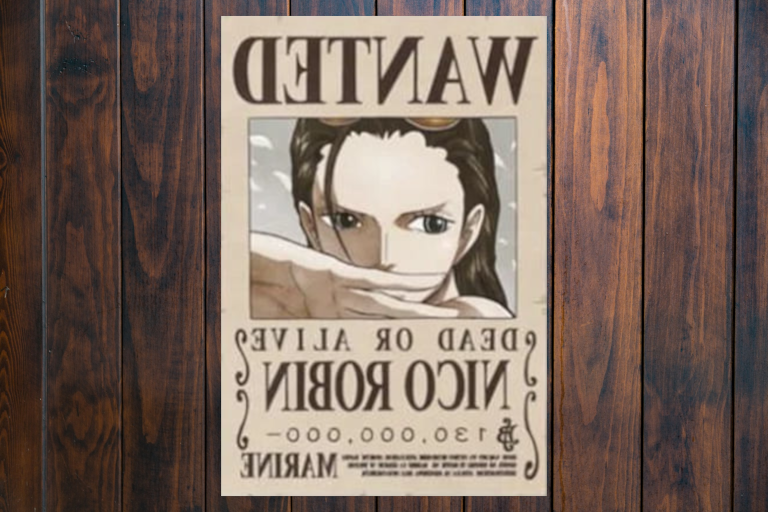 WANTED
DEAD OR ALIVE
NICO ROBIN
130,000,000-
MARINE